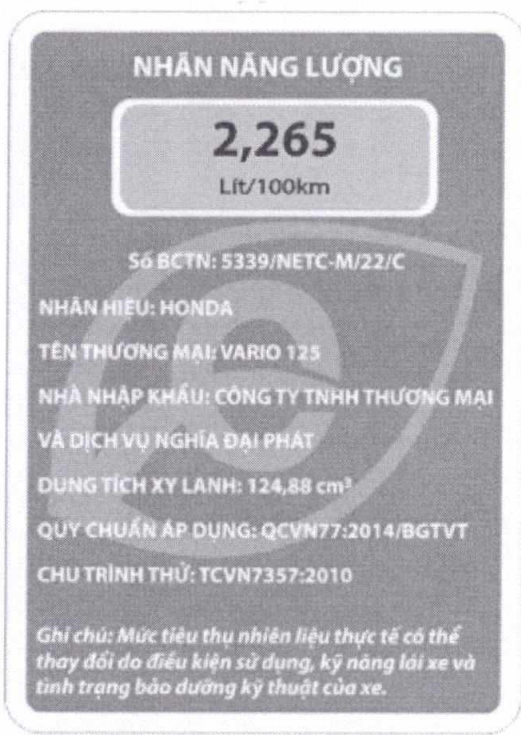 NHÃN NĂNG LƯỢNG
2,265
Lít/100km
Số BCTN: 5339/NETC-M/22/C
NHÃN HIỆU: HONDA
TÊN THƯƠNG MẠI: VARIO 125
NHÀ NHẬP KHẨU: CÔNG TY TNHH THƯƠNG MẠI
VÀ DỊCH VỤ NGHĨA ĐẠI PHÁT
DUNG TÍCH XY LANH: 124,88 cm³
QUY CHUẨN ÁP DỤNG: QCVN77:2014/BGTVT
CHU TRÌNH THỬ: TCVN7357:2010
Ghi chú: Mức tiêu thụ nhiên liệu thực tế có thể
thay đổi do điều kiện sử dụng, kỹ năng lái xe và
tình trạng bảo dưỡng kỹ thuật của xe.